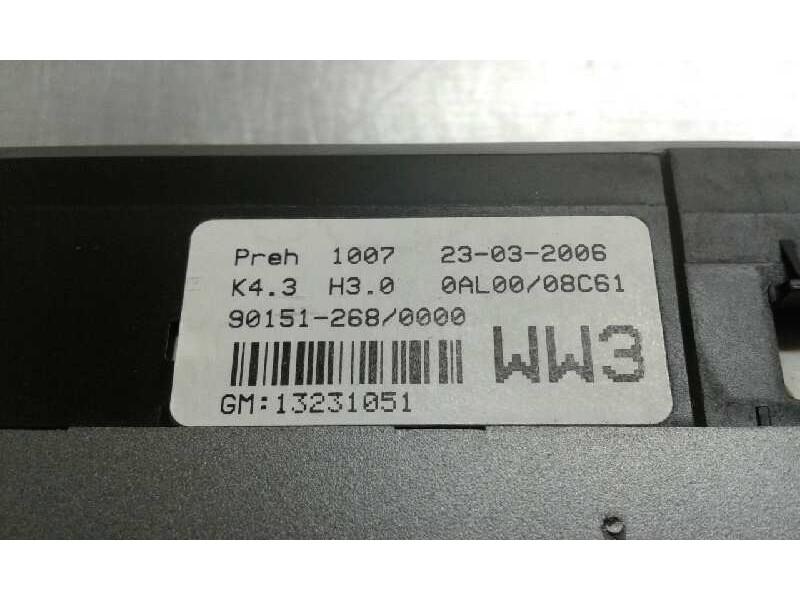 Preh 1007 23-03-2006
K4.3 H3.0 0AL00/08C61
90151-268/0000
WW3
GM:13231051